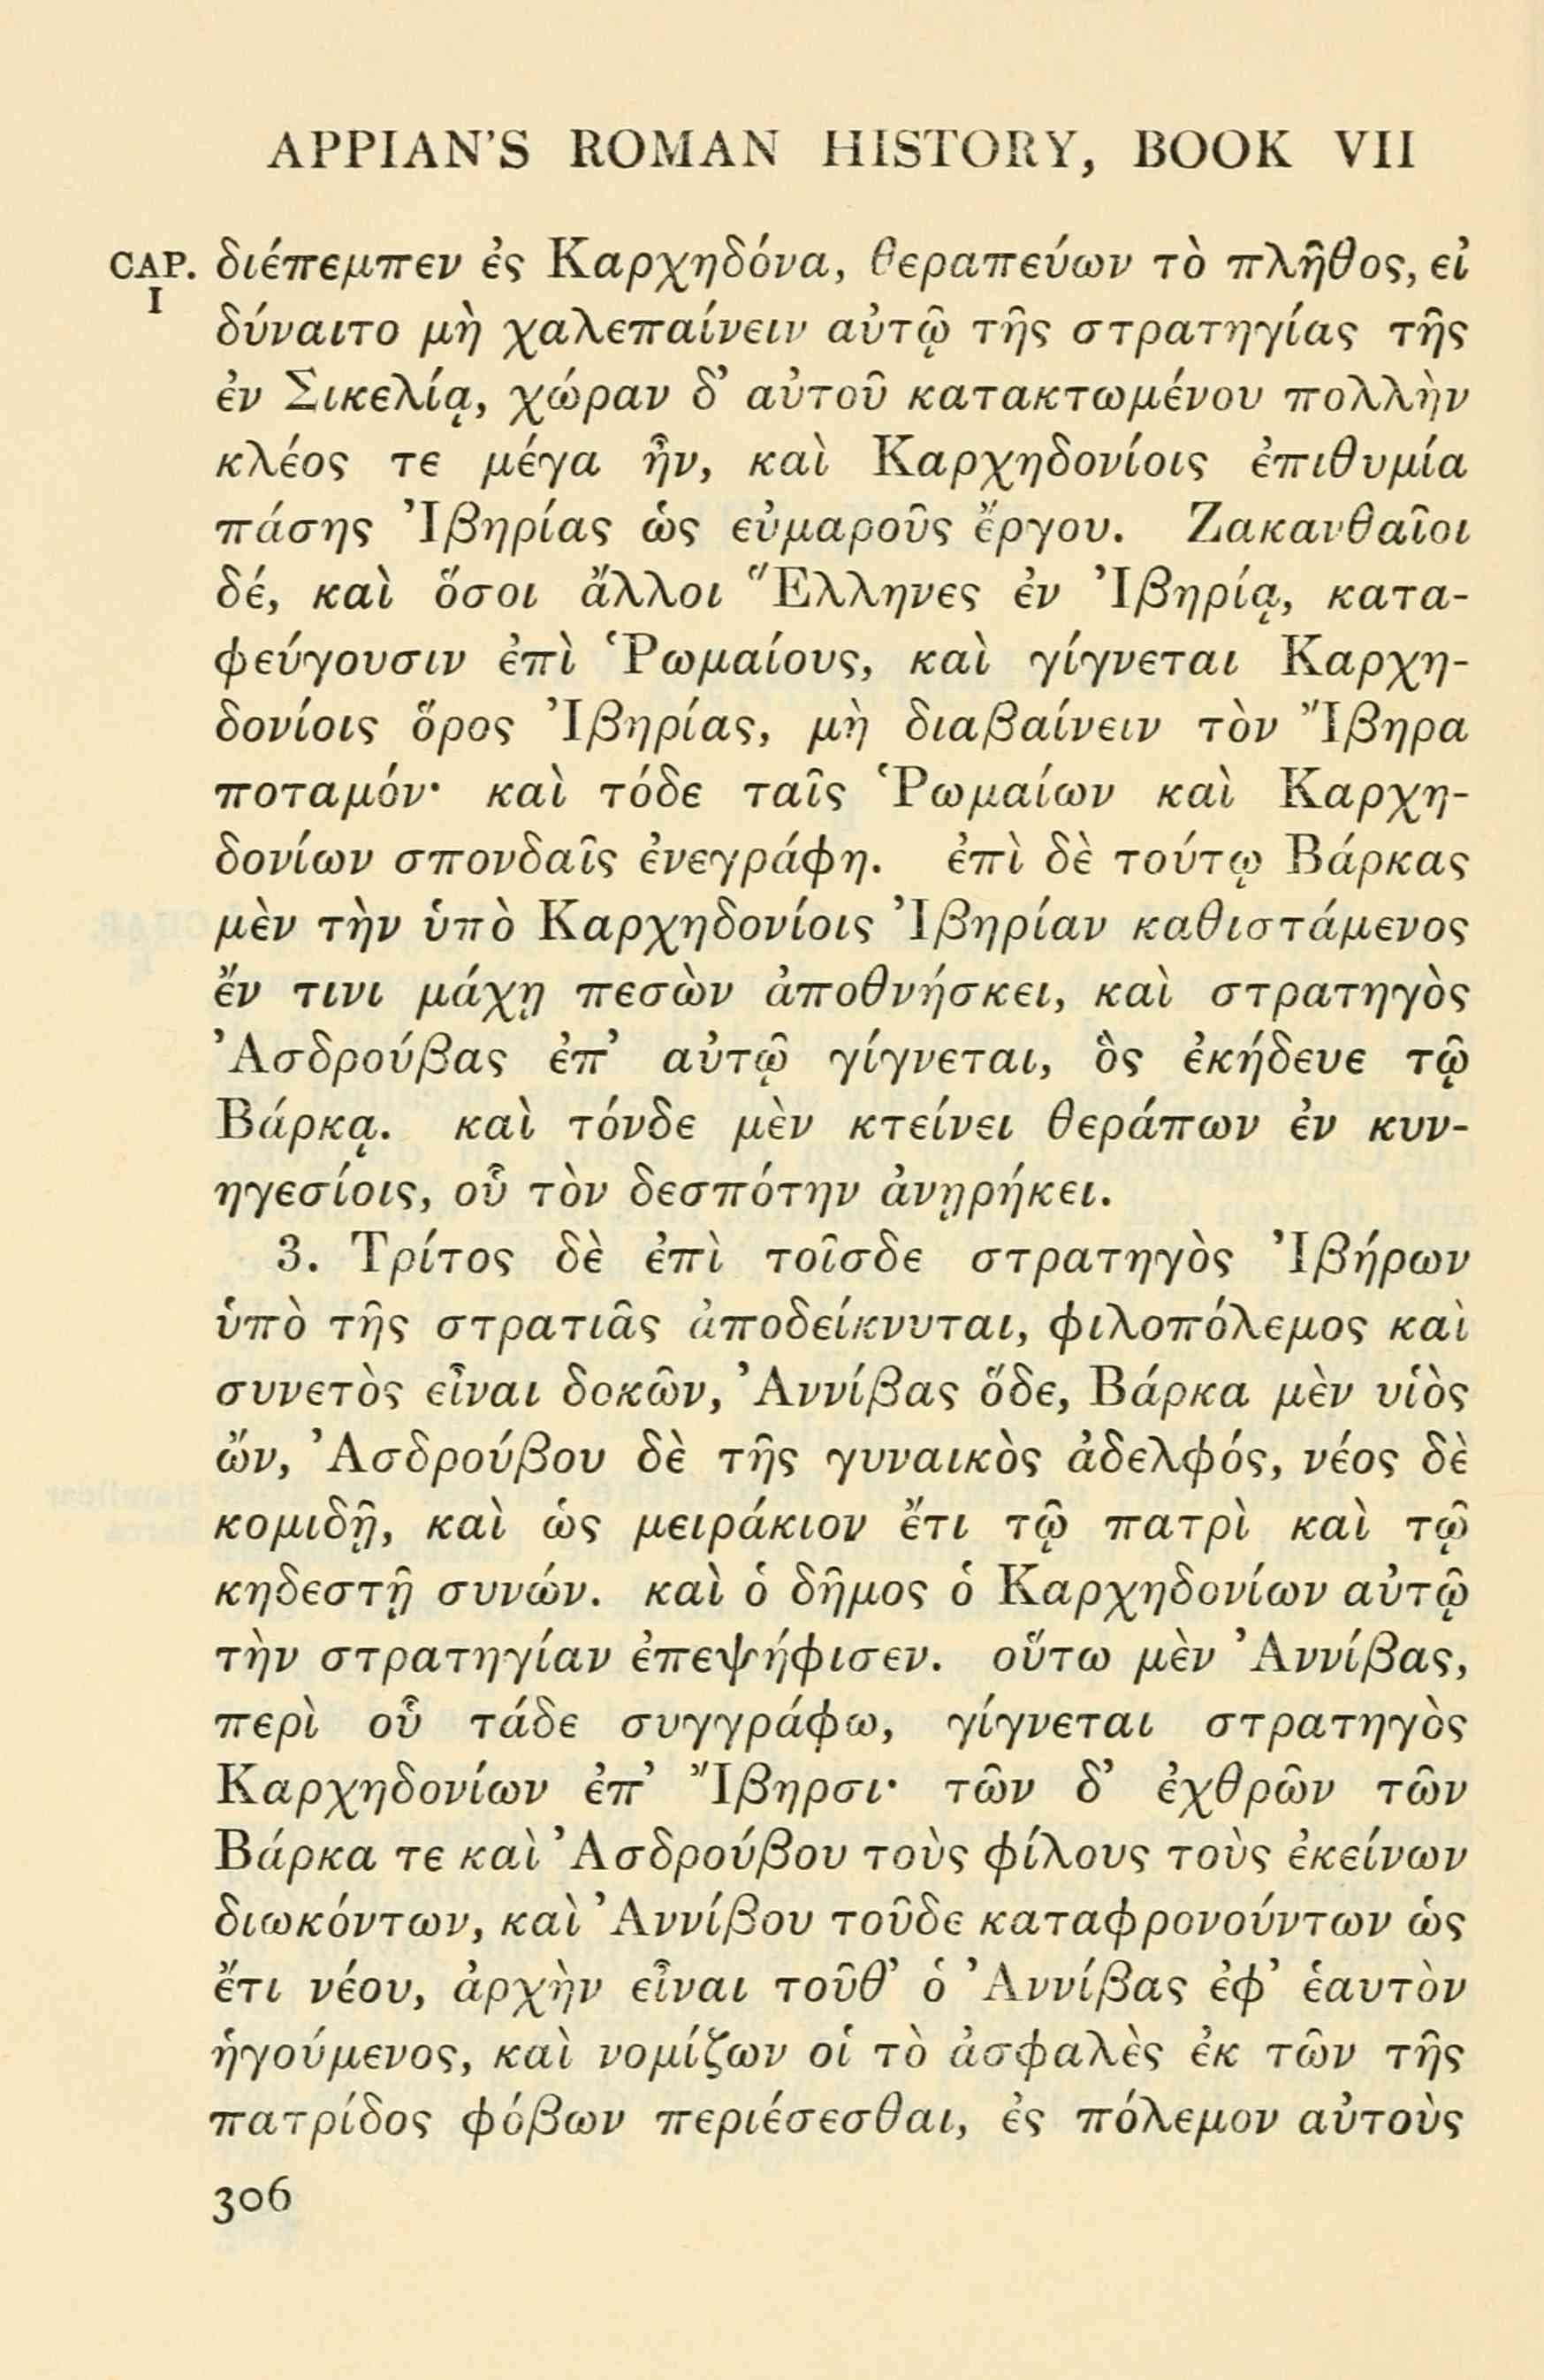 APPIAN'S ROMAN HISTORY, BOOK VII
CAP. I
διέπεμπεν ἐς Καρχηδόνα, θεραπεύων τὸ πλῆθος, εἰ
δύναιτο μὴ χαλεπαίνειν αὐτῷ τῆς στρατηγίας τῆς
ἐν Σικελίᾳ, χώραν δ' αὐτοῦ κατακτωμένου πολλὴν
κλέος τε μέγα ἦν, καὶ Καρχηδονίοις ἐπιθυμία
πάσης Ἰβηρίας ὡς εὐμαροῦς ἔργου. Ζακανθαῖοι
δέ, καὶ ὅσοι ἄλλοι Ἕλληνες ἐν Ἰβηρίᾳ, κατα-
φεύγουσιν ἐπὶ Ῥωμαίους, καὶ γίγνεται Καρχη-
δονίοις ὅρος Ἰβηρίας, μὴ διαβαίνειν τὸν Ἴβηρα
ποταμόν· καὶ τόδε ταῖς Ῥωμαίων καὶ Καρχη-
δονίων σπονδαῖς ἐνεγράφη. ἐπὶ δὲ τούτῳ Βάρκας
μὲν τὴν ὑπὸ Καρχηδονίοις Ἰβηρίαν καθιστάμενος
ἔν τινι μάχῃ πεσὼν ἀποθνήσκει, καὶ στρατηγὸς
Ἀσδρούβας ἐπ' αὐτῷ γίγνεται, ὃς ἐκήδευε τῷ
Βάρκᾳ. καὶ τόνδε μὲν κτείνει θεράπων ἐν κυν-
ηγεσίοις, οὗ τὸν δεσπότην ἀνῃρήκει.
3. Τρίτος δὲ ἐπὶ τοῖσδε στρατηγὸς Ἰβήρων
ὑπὸ τῆς στρατιᾶς ἀποδείκνυται, φιλοπόλεμος καὶ
συνετὸς εἶναι δοκῶν, Ἀννίβας ὅδε, Βάρκα μὲν υἱὸς
ὤν, Ἀσδρούβου δὲ τῆς γυναικὸς ἀδελφός, νέος δὲ
κομιδῇ, καὶ ὡς μειράκιον ἔτι τῷ πατρὶ καὶ τῷ
κηδεστῇ συνών. καὶ ὁ δῆμος ὁ Καρχηδονίων αὐτῷ
τὴν στρατηγίαν ἐπεψήφισεν. οὕτω μὲν Ἀννίβας,
περὶ οὗ τάδε συγγράφω, γίγνεται στρατηγὸς
Καρχηδονίων ἐπ' Ἴβηρσι· τῶν δ' ἐχθρῶν τῶν
Βάρκα τε καὶ Ἀσδρούβου τοὺς φίλους τοὺς ἐκείνων
διωκόντων, καὶ Ἀννίβου τοῦδε καταφρονούντων ὡς
ἔτι νέου, ἀρχὴν εἶναι τοῦθ' ὁ Ἀννίβας ἐφ' ἑαυτὸν
ἡγούμενος, καὶ νομίζων οἱ τὸ ἀσφαλὲς ἐκ τῶν τῆς
πατρίδος φόβων περιέσεσθαι, ἐς πόλεμον αὐτοὺς
306